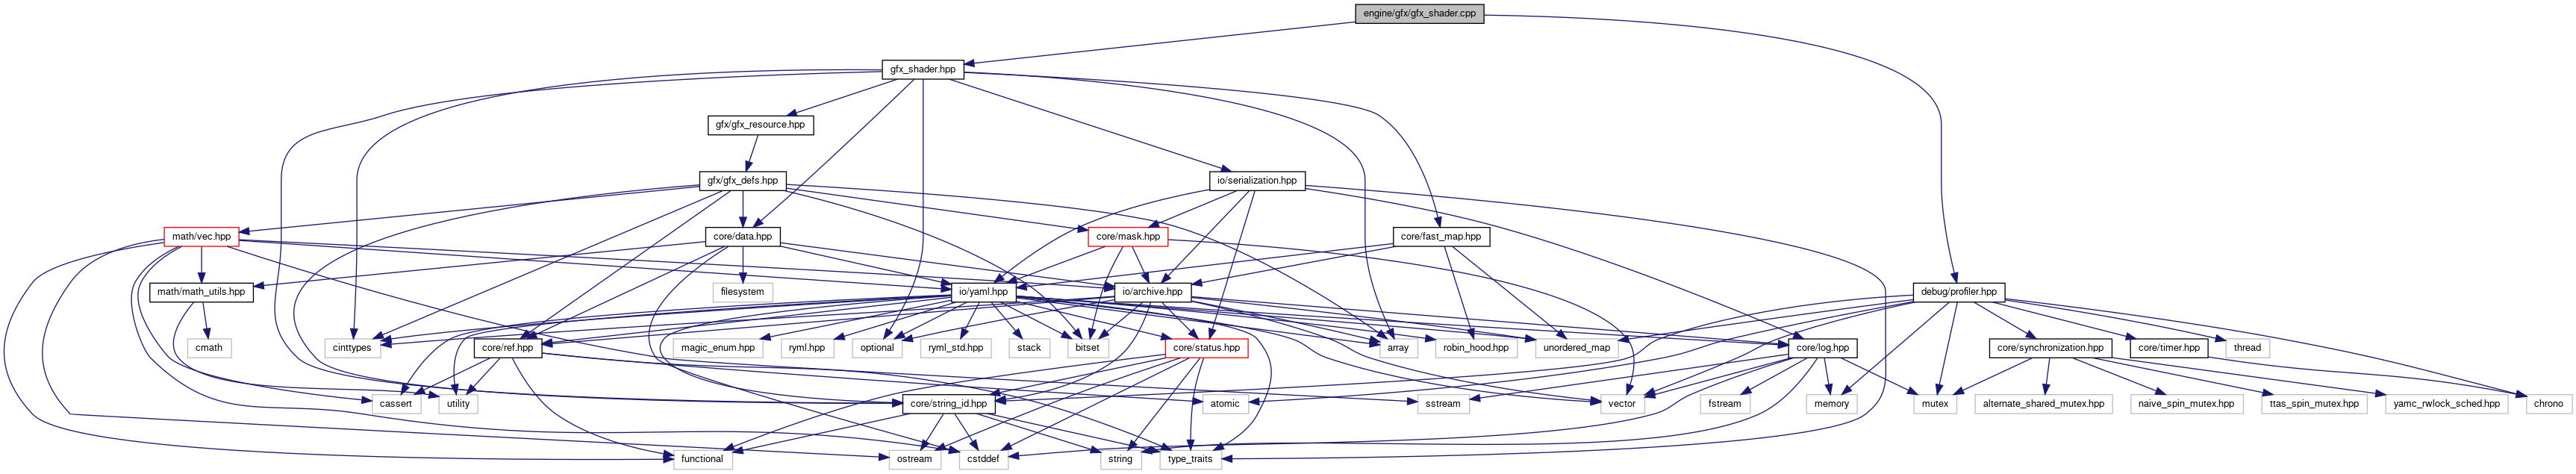 engine/gfx/gfx_shader.cpp
gfx_shader.hpp
gfx/gfx_resource.hpp
gfx/gfx_defs.hpp
io/serialization.hpp
math/vec.hpp
core/data.hpp
core/mask.hpp
core/fast_map.hpp
math/math_utils.hpp
filesystem
io/yaml.hpp
io/archive.hpp
debug/profiler.hpp
cmath
cinttypes
core/ref.hpp
magic_enum.hpp
ryml.hpp
optional
ryml_std.hpp
stack
bitset
core/status.hpp
array
robin_hood.hpp
unordered_map
core/log.hpp
core/synchronization.hpp
core/timer.hpp
thread
cassert
utility
core/string_id.hpp
atomic
sstream
vector
fstream
memory
mutex
alternate_shared_mutex.hpp
naive_spin_mutex.hpp
ttas_spin_mutex.hpp
yamc_rwlock_sched.hpp
chrono
functional
ostream
cstddef
string
type_traits